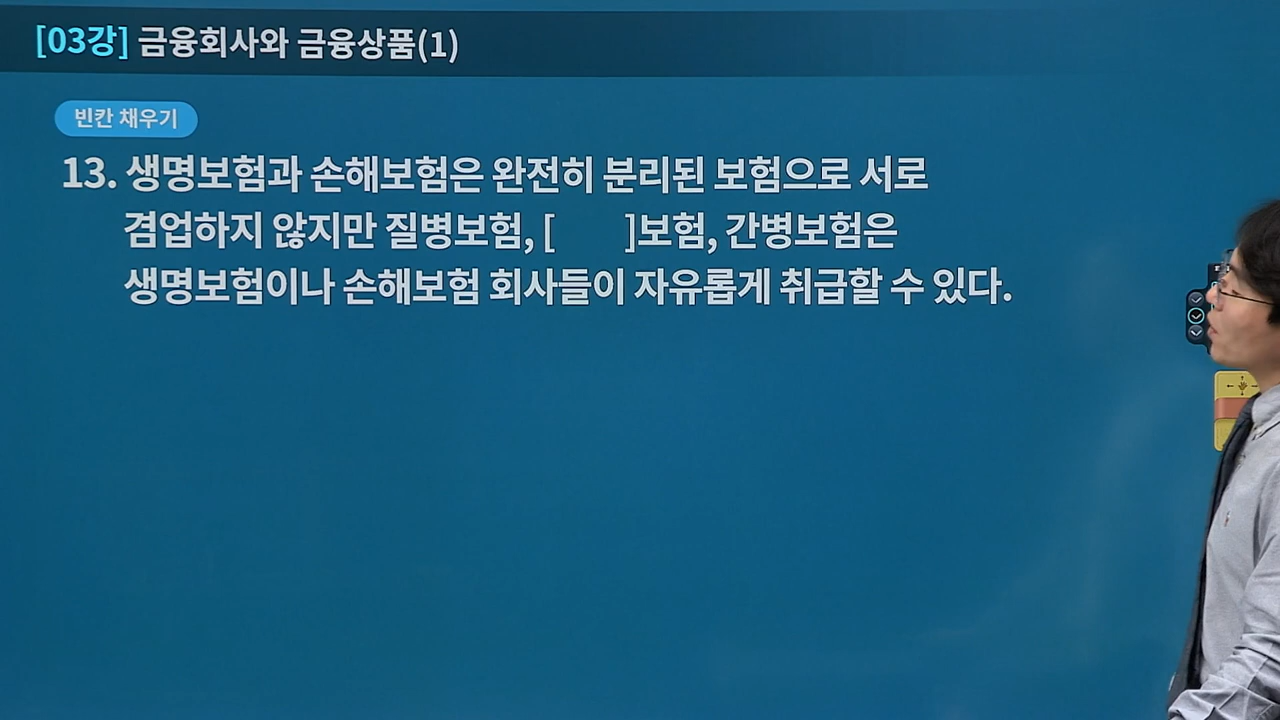 [03강] 금융회사와 금융상품(1)
빈칸 채우기
13. 생명보험과 손해보험은 완전히 분리된 보험으로 서로
겸업하지 않지만 질병보험, [ ]보험, 간병보험은
생명보험이나 손해보험 회사들이 자유롭게 취급할 수 있다.